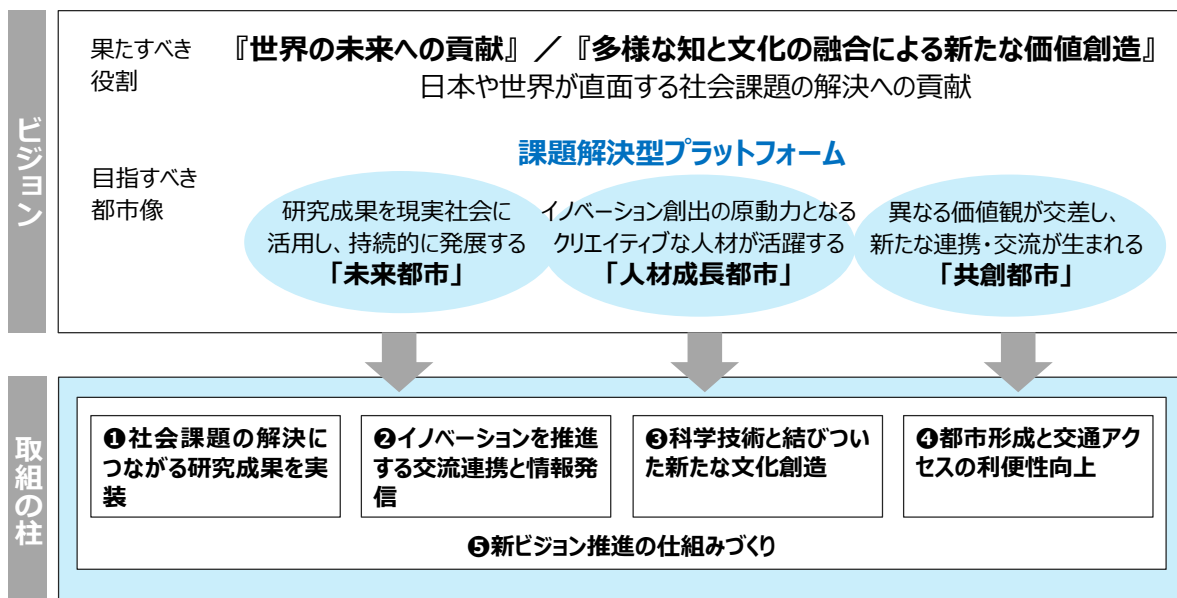 ビジョン
果たすべき
役割
『世界の未来への貢献』 / 『多様な知と文化の融合による新たな価値創造』
日本や世界が直面する社会課題の解決への貢献
目指すべき
都市像
課題解決型プラットフォーム
研究成果を現実社会に
活用し、持続的に発展する
「未来都市」
イノベーション創出の原動力となる
クリエイティブな人材が活躍する
「人材成長都市」
異なる価値観が交差し、
新たな連携・交流が生まれる
「共創都市」
取組の柱
❶社会課題の解決に
つながる研究成果を実
装
❷イノベーションを推進
する交流連携と情報発
信
❸科学技術と結びつい
た新たな文化創造
❹都市形成と交通アク
セスの利便性向上
❺新ビジョン推進の仕組みづくり